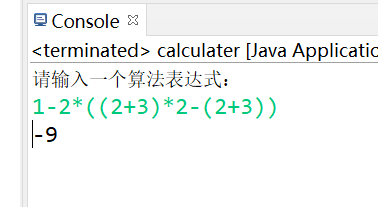 Console
<terminated> calculater [Java Applicatio
请输入一个算法表达式：
1-2*((2+3)*2-(2+3))
-9